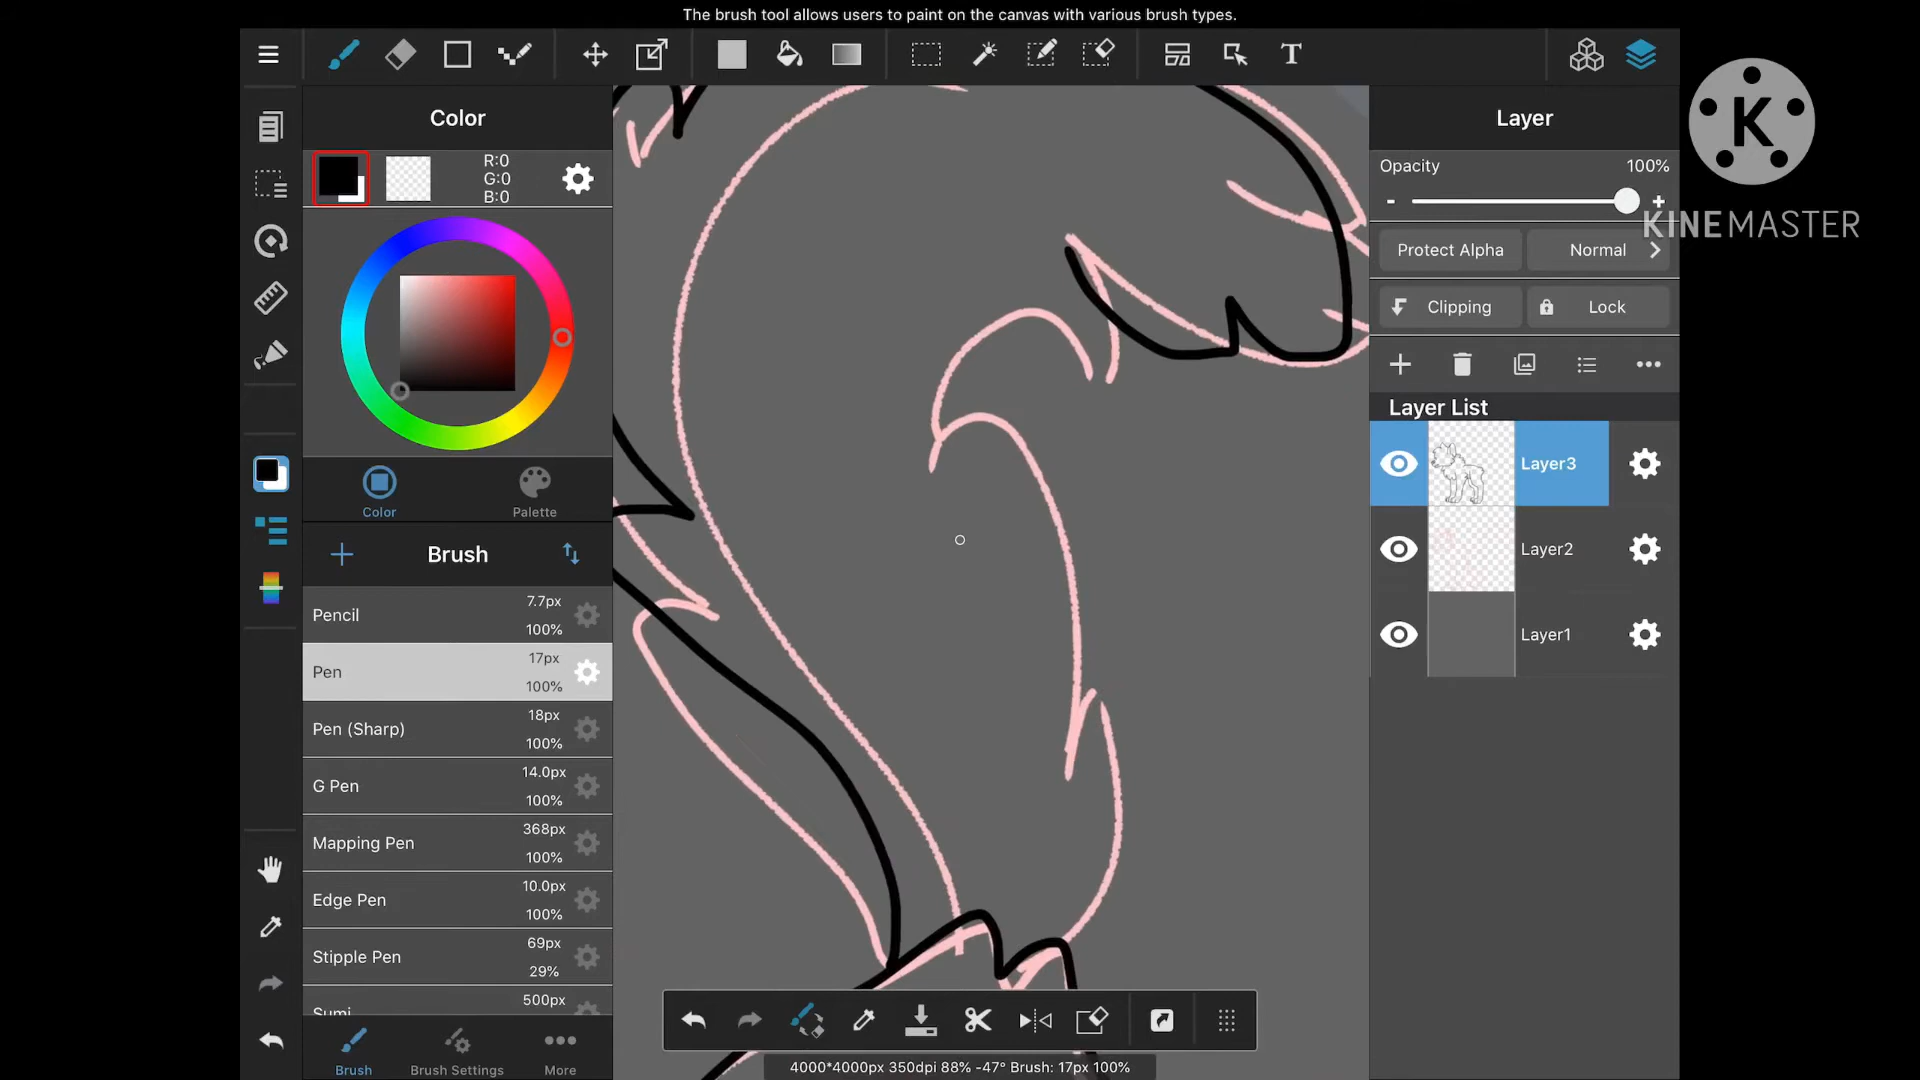 The brush tool allows users to paint on the canvas with various brush types.
T
Color
R:0
G:0
B:0
Color
Palette
Brush
Pencil
7.7px
100%
Pen
17px
100%
Pen (Sharp)
18px
100%
G Pen
14.0px
100%
Mapping Pen
368px
100%
Edge Pen
10.0px
100%
Stipple Pen
69px
29%
Sumi
500px
Brush
Brush Settings
More
4000*4000px 350dpi 88% -47° Brush: 17px 100%
Layer
Opacity
100%
Protect Alpha
Normal
Clipping
Lock
Layer List
Layer3
Layer2
Layer1
K
KINEMASTER